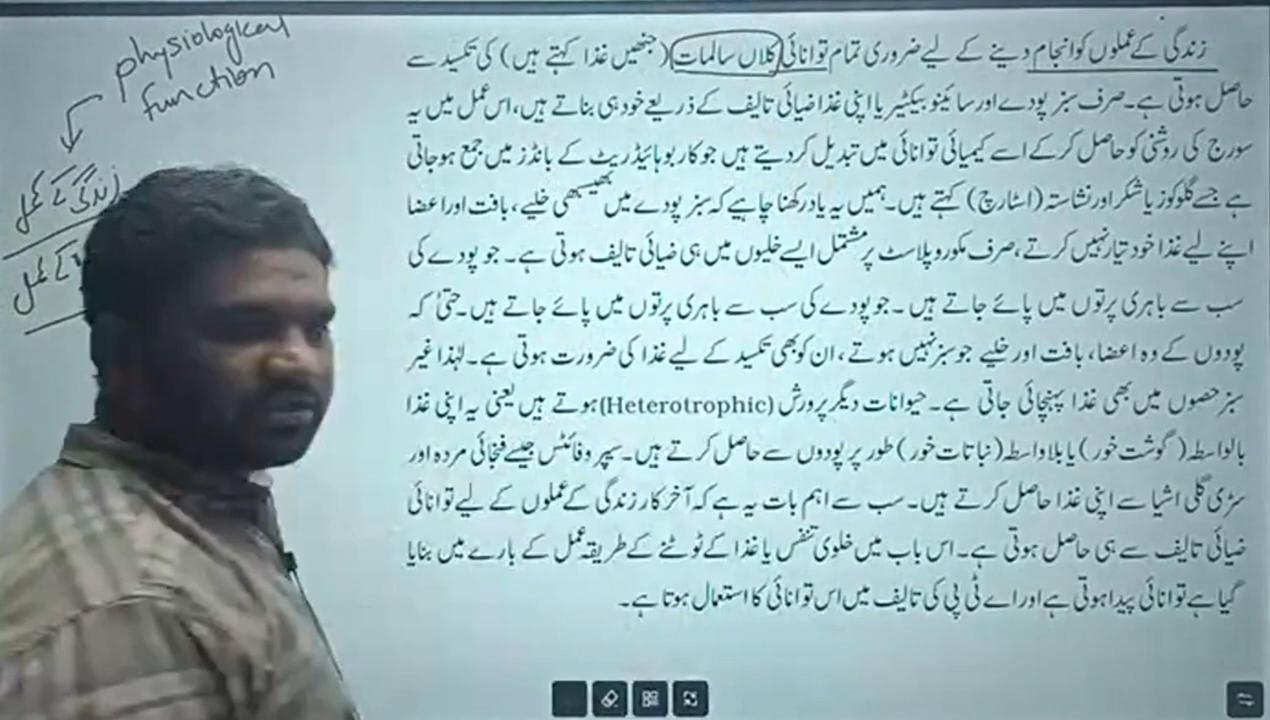 physiological
function
زندگی کے عمل
کے عمل
زندگی کے عملوں کو انجام دینے کے لیے ضروری تمام توانائی کلاں سالمات (جنھیں غذا کہتے ہیں) کی تکسید سے
حاصل ہوتی ہے۔ صرف سبز پودے اور سائینو بیکٹیریا اپنی غذا ضیائی تالیف کے ذریعے خود ہی بناتے ہیں، اس عمل میں یہ
سورج کی روشنی کو حاصل کرکے اسے کیمیائی توانائی میں تبدیل کر دیتے ہیں جو کاربوہائیڈریٹ کے بانڈز میں جمع ہو جاتی
ہے جسے گلوکوز یا شکر اور نشاستہ (اسٹارچ) کہتے ہیں۔ ہمیں یہ یاد رکھنا چاہیے کہ سبز پودے میں بھی سبھی خلیے، بافت اور اعضا
اپنے لیے غذا خود تیار نہیں کرتے، صرف مکوروپلاسٹ پر مشتمل ایسے خلیوں میں ہی ضیائی تالیف ہوتی ہے۔ جو پودے کی
سب سے باہری پرتوں میں پائے جاتے ہیں۔ جو پودے کی سب سے باہری پرتوں میں پائے جاتے ہیں۔ حتیٰ کہ
پودوں کے وہ اعضا، بافت اور خلیے جو سبز نہیں ہوتے، ان کو بھی تکسید کے لیے غذا کی ضرورت ہوتی ہے۔ لہٰذا غیر
سبز حصوں میں بھی غذا پہنچائی جاتی ہے۔ حیوانات دیگر پرورش (Heterotrophic) ہوتے ہیں یعنی یہ اپنی غذا
بالواسطہ (گوشت خور) یا بلاواسطہ (نباتات خور) طور پر پودوں سے حاصل کرتے ہیں۔ سیپروفائٹس جیسے فنجائی مردہ اور
سڑی گلی اشیا سے اپنی غذا حاصل کرتے ہیں۔ سب سے اہم بات یہ ہے کہ آخر کار زندگی کے عملوں کے لیے توانائی
ضیائی تالیف سے ہی حاصل ہوتی ہے۔ اس باب میں خلوی تنفس یا غذا کے ٹوٹنے کے طریقہ عمل کے بارے میں بتایا
گیا ہے توانائی پیدا ہوتی ہے اور اے ٹی پی کی تالیف میں اس توانائی کا استعمال ہوتا ہے۔